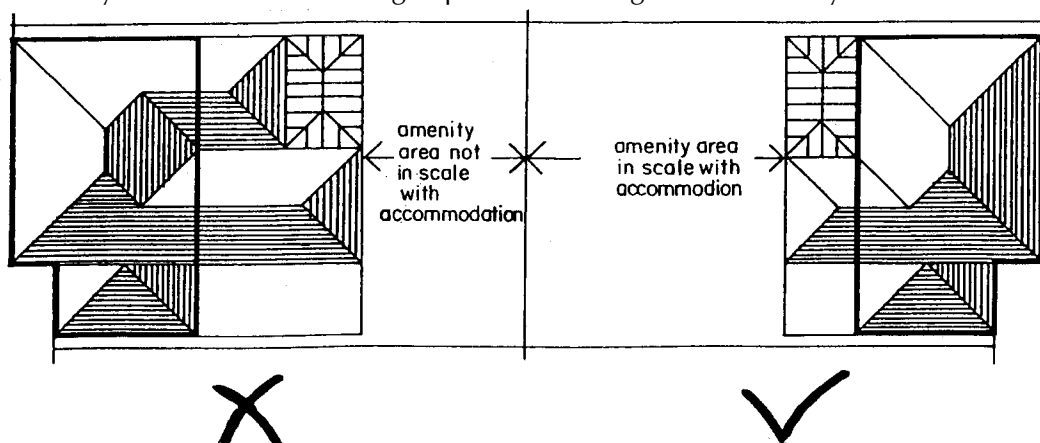 amenity
area not
in scale
with
accommodation
amenity area
in scale with
accommodion